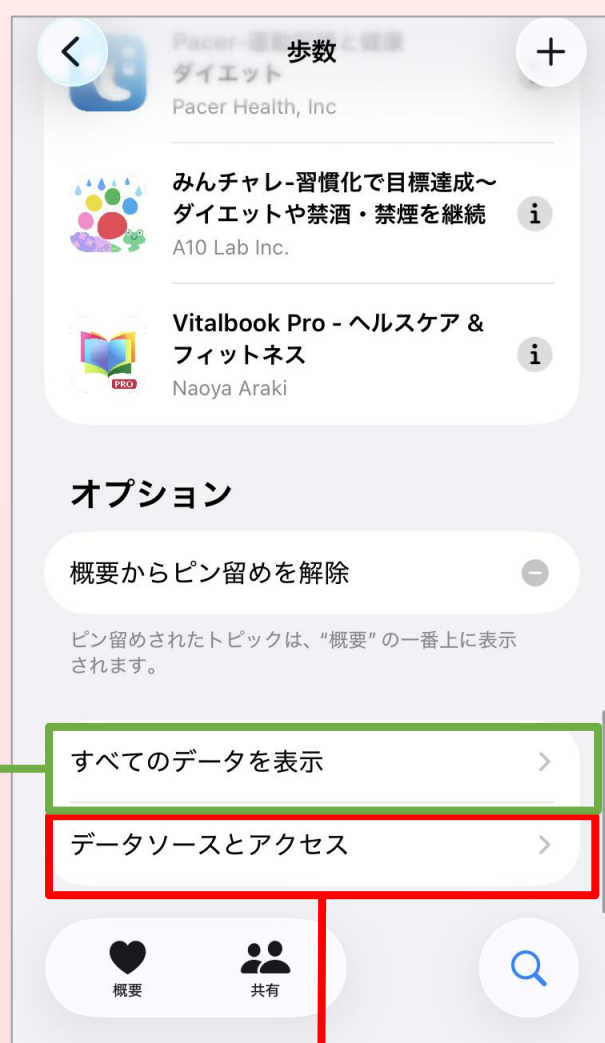 歩数
ダイエット
Pacer Health, Inc
みんチャレ-習慣化で目標達成〜
ダイエットや禁酒・禁煙を継続
i
A10 Lab Inc.
Vitalbook Pro - ヘルスケア &
フィットネス
i
PRO
Naoya Araki
オプション
概要からピン留めを解除
ピン留めされたトピックは、“概要” の一番上に表示
されます。
すべてのデータを表示
データソースとアクセス
概要
共有